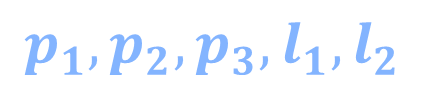 p₁, p₂, p₃, l₁, l₂